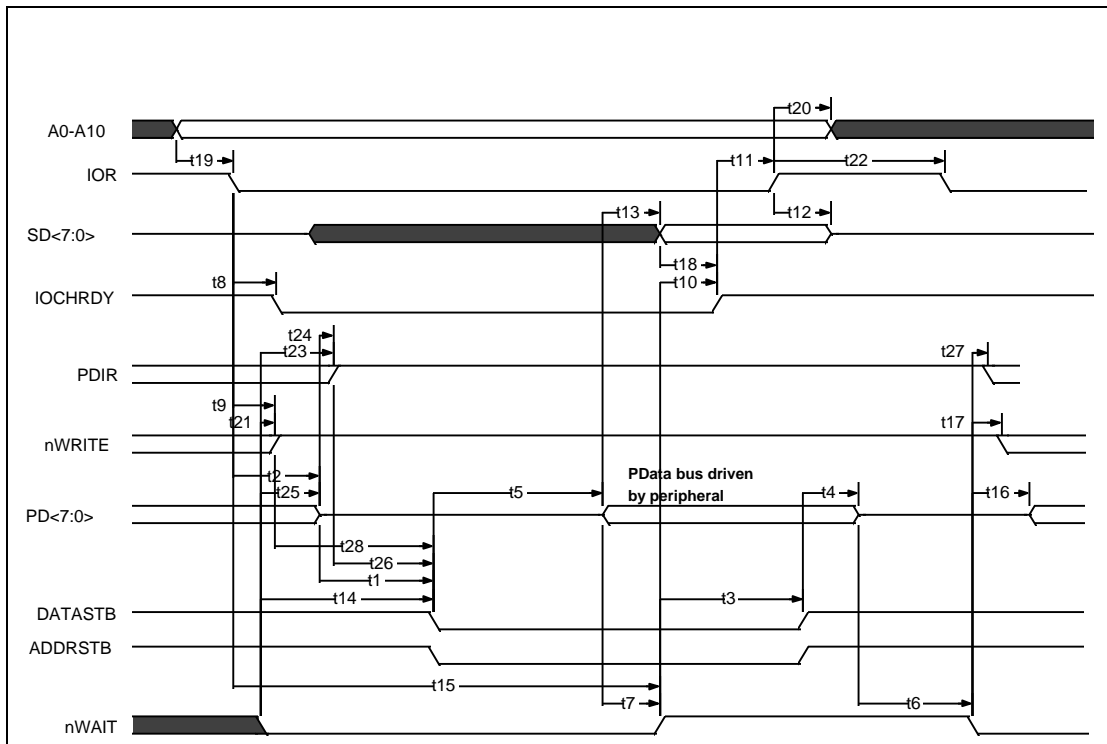 t20
A0-A10
t19
t11
t22
IOR
t13
t12
SD<7:0>
t18
t8
t10
IOCHRDY
t24
t23
t27
PDIR
t9
t21
t17
nWRITE
t2
PData bus driven
by peripheral
t25
t5
t4
t16
PD<7:0>
t28
t26
t1
t14
t3
DATASTB
ADDRSTB
t15
t7
t6
nWAIT